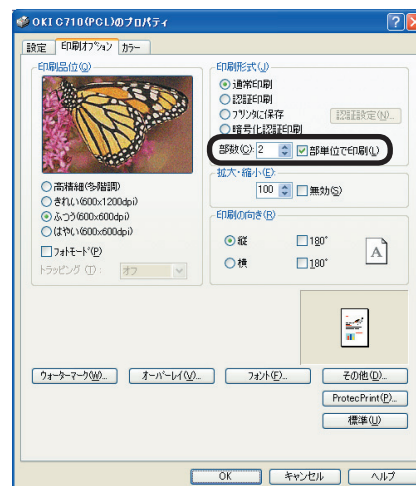 OKI C710(PCL)のプロパティ
設定 印刷オプション カラー
印刷品位(Q)
高精細(多階調)
きれい(600x1200dpi)
ふつう(600x600dpi)
はやい(600x600dpi)
フォトモード(P)
トラッピング(T): オフ
印刷形式(J)
通常印刷
認証印刷
プリンタに保存 認証設定(N)...
暗号化認証印刷
部数(C): 2 部単位で印刷(L)
拡大・縮小(E):
100 無効(S)
印刷の向き(R)
縦 180°
横 180°
A
ウォーターマーク(W)... オーバーレイ(V)... フォント(F)... その他(D)...
ProtecPrint(P)...
標準(U)
OK キャンセル ヘルプ